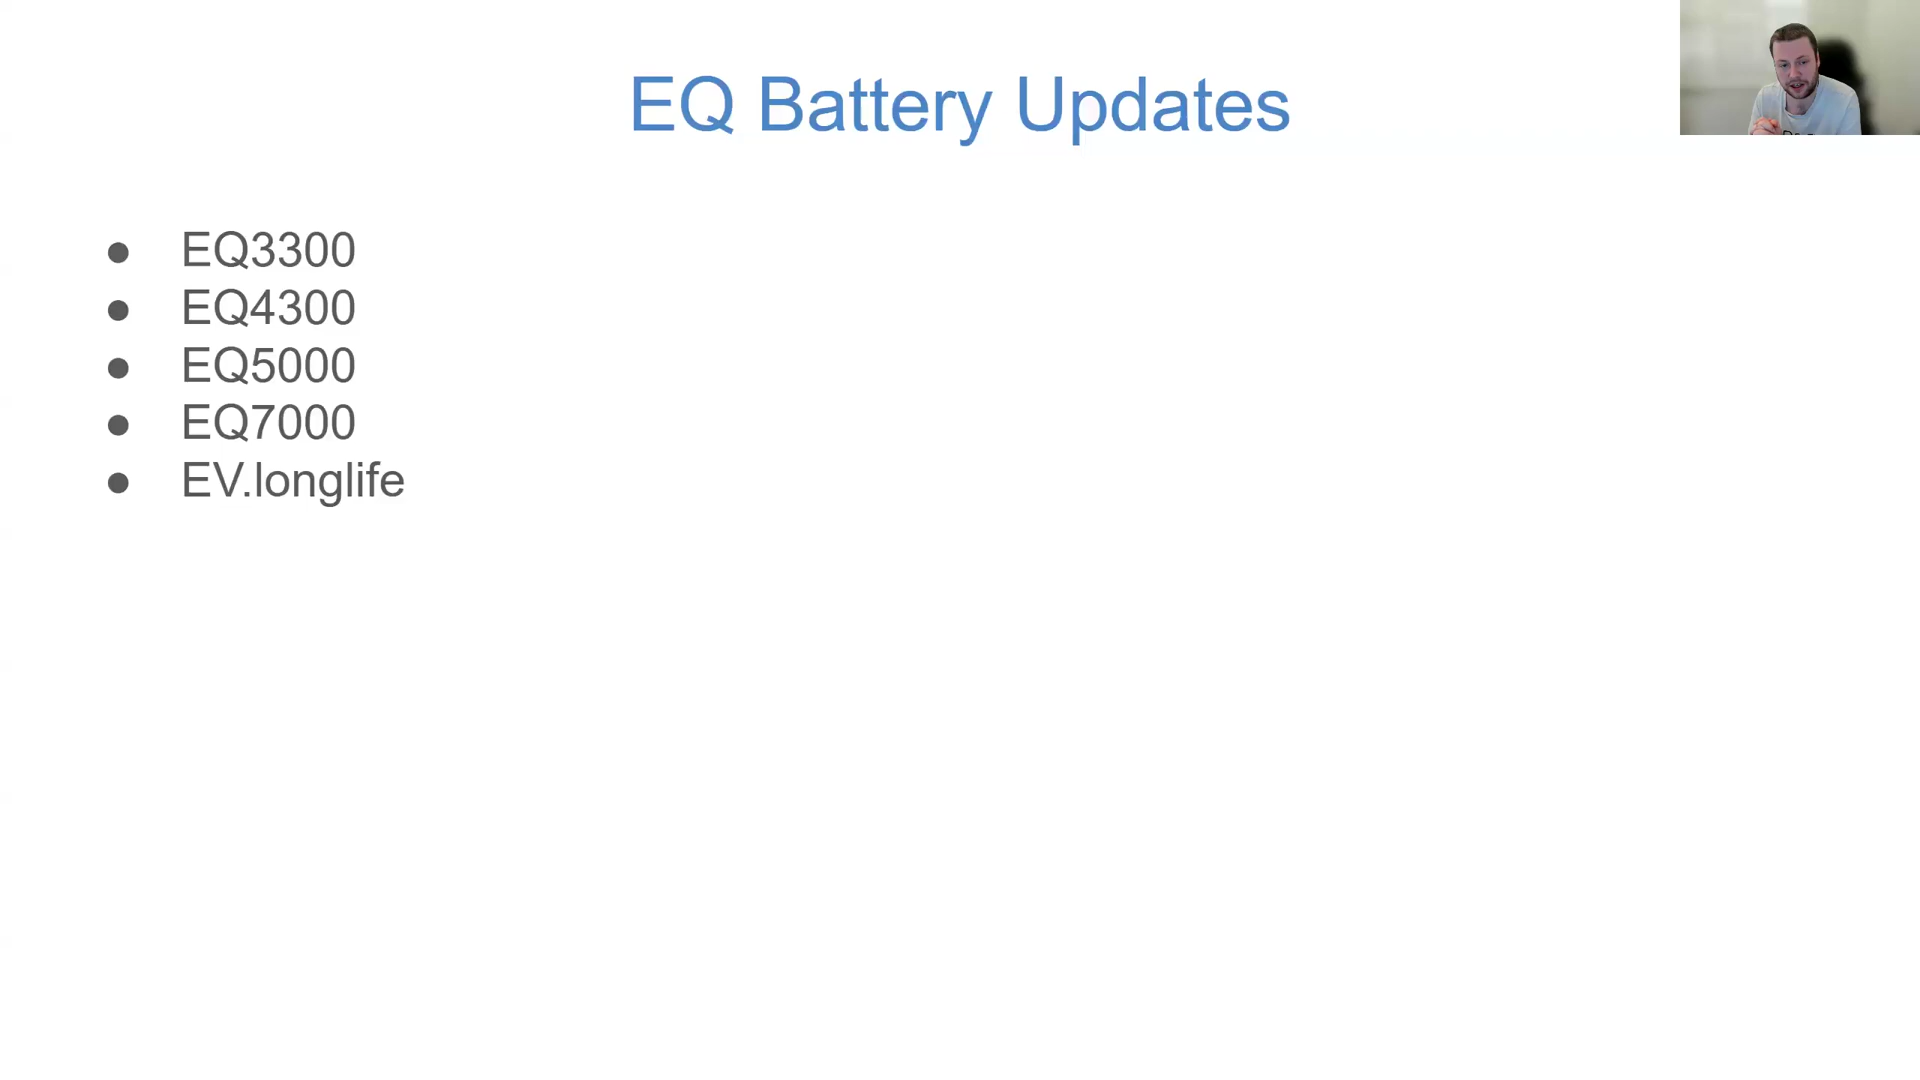 EQ Battery Updates
● EQ3300
● EQ4300
● EQ5000
● EQ7000
● EV.longlife